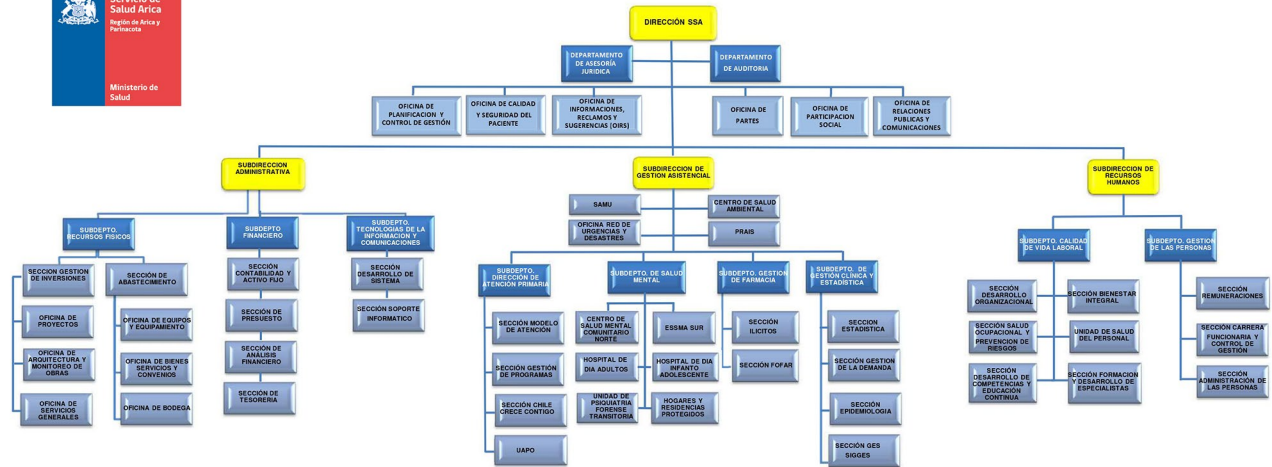 Servicio de
Salud Arica
Región de Arica y
Parinacota
Ministerio de
Salud
DIRECCIÓN SSA
DEPARTAMENTO
DE ASESORÍA
JURIDICA
DEPARTAMENTO
DE AUDITORIA
OFICINA DE
PLANIFICACION Y
CONTROL DE GESTIÓN
OFICINA DE CALIDAD
Y SEGURIDAD DEL
PACIENTE
OFICINA DE
INFORMACIONES,
RECLAMOS Y
SUGERENCIAS (OIRS)
OFICINA DE
PARTES
OFICINA DE
PARTICIPACION
SOCIAL
OFICINA DE
RELACIONES
PUBLICAS Y
COMUNICACIONES
SUBDIRECCION
ADMINISTRATIVA
SUBDIRECCION DE
GESTION ASISTENCIAL
SUBDIRECCIÓN DE
RECURSOS
HUMANOS
SAMU
CENTRO DE SALUD
AMBIENTAL
OFICINA RED DE
URGENCIAS Y
DESASTRES
PRAIS
SUBDEPTO.
RECURSOS FISICOS
SUBDEPTO
FINANCIERO
SUBDEPTO.
TECNOLOGIAS DE LA
INFORMACION Y
COMUNICACIONES
SUBDEPTO. CALIDAD
DE VIDA LABORAL
SUBDEPTO. GESTION
DE LAS PERSONAS
SUBDEPTO.
DIRECCIÓN DE
ATENCIÓN PRIMARIA
SUBDEPTO. DE SALUD
MENTAL
SUBDEPTO. GESTION
DE FARMACIA
SUBDEPTO. DE
GESTIÓN CLÍNICA Y
ESTADÍSTICA
SECCION GESTION
DE INVERSIONES
SECCIÓN DE
ABASTECIMIENTO
OFICINA DE
PROYECTOS
OFICINA DE EQUIPOS
Y EQUIPAMIENTO
OFICINA DE
ARQUITECTURA Y
MONITOREO DE
OBRAS
OFICINA DE BIENES
SERVICIOS Y
CONVENIOS
OFICINA DE
SERVICIOS
GENERALES
OFICINA DE BODEGA
SECCIÓN
CONTABILIDAD Y
ACTIVO FIJO
SECCIÓN DE
PRESUESTO
SECCIÓN DE
ANÁLISIS
FINANCIERO
SECCIÓN DE
TESORERIA
SECCIÓN
DESARROLLO DE
SISTEMA
SECCIÓN SOPORTE
INFORMATICO
SECCIÓN MODELO
DE ATENCIÓN
SECCIÓN GESTIÓN
DE PROGRAMAS
SECCIÓN CHILE
CRECE CONTIGO
UAPO
CENTRO DE
SALUD MENTAL
COMUNITARIO
NORTE
ESSMA SUR
HOSPITAL DE
DIA ADULTOS
HOSPITAL DE DIA
INFANTO
ADOLESCENTE
UNIDAD DE
PSIQUIATRIA
FORENSE
TRANSITORIA
HOGARES Y
RESIDENCIAS
PROTEGIDOS
SECCIÓN
ILICITOS
SECCIÓN FOFAR
SECCION
ESTADISTICA
SECCIÓN GESTION
DE LA DEMANDA
SECCIÓN
EPIDEMIOLOGIA
SECCIÓN GES
SIGGES
SECCIÓN
DESARROLLO
ORGANIZACIONAL
SECCIÓN BIENESTAR
INTEGRAL
SECCIÓN SALUD
OCUPACIONAL Y
PREVENCION DE
RIESGOS
UNIDAD DE SALUD
DEL PERSONAL
SECCIÓN
DESARROLLO DE
COMPETENCIAS Y
EDUCACIÓN
CONTINUA
SECCIÓN FORMACION
Y DESARROLLO DE
ESPECIALISTAS
SECCIÓN
REMUNERACIONES
SECCIÓN CARRERA
FUNCIONARIA Y
CONTROL DE
GESTIÓN
SECCIÓN
ADMINISTRACIÓN DE
LAS PERSONAS